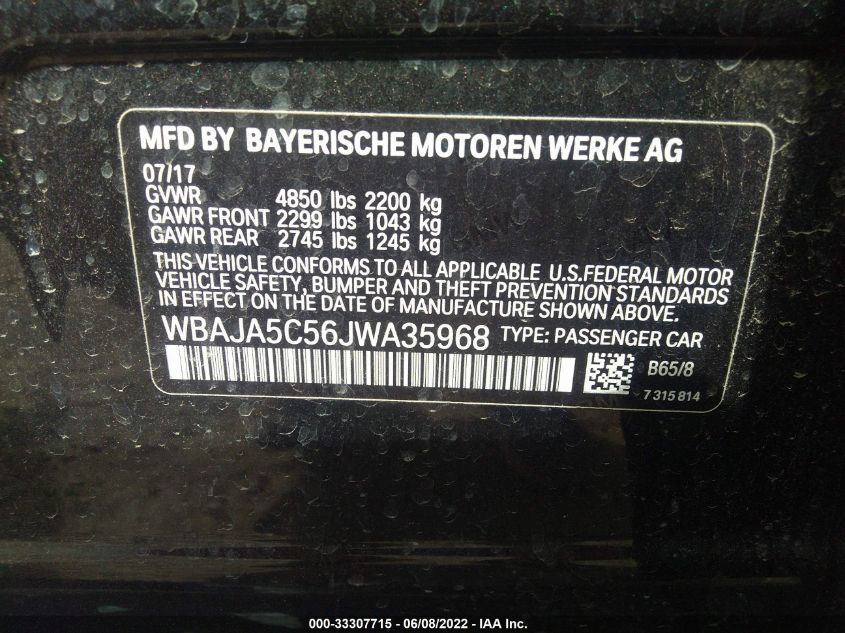 MFD BY BAYERISCHE MOTOREN WERKE AG
07/17
GVWR 4850 lbs 2200 kg
GAWR FRONT 2299 lbs 1043 kg
GAWR REAR 2745 lbs 1245 kg
THIS VEHICLE CONFORMS TO ALL APPLICABLE U.S.FEDERAL MOTOR
VEHICLE SAFETY, BUMPER AND THEFT PREVENTION STANDARDS
IN EFFECT ON THE DATE OF MANUFACTURE SHOWN ABOVE.
WBAJA5C56JWA35968 TYPE: PASSENGER CAR
B65/8
7 315 814
000-33307715 - 06/08/2022 - IAA Inc.